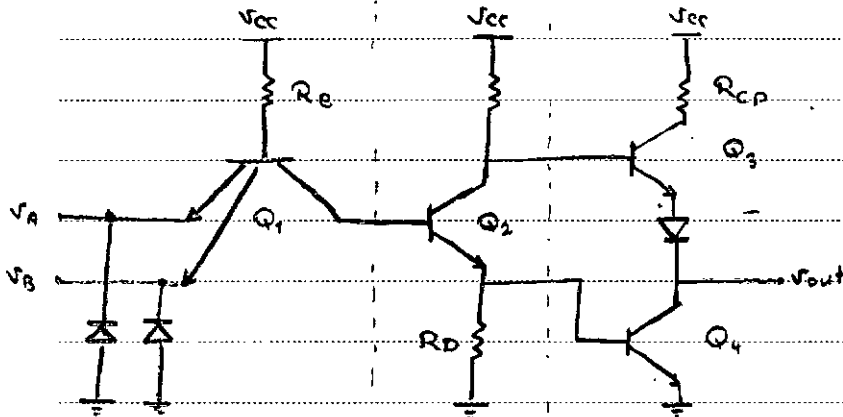 Vcc Vcc Vcc
RB RCP
Q3
VA Q1 Q2
VB Vout
RD Q4